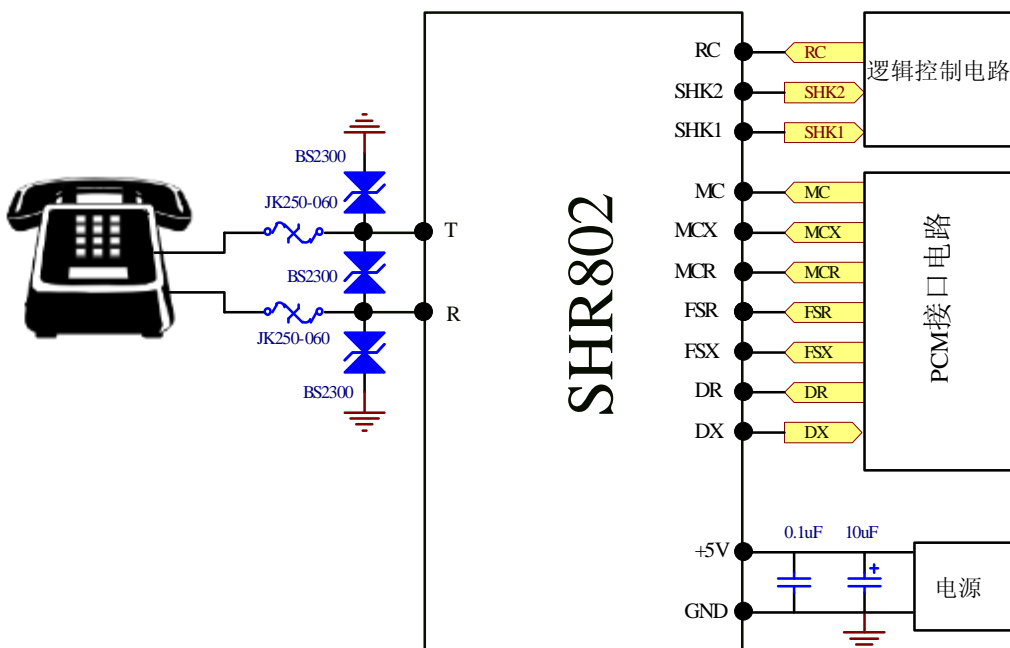 BS2300
JK250-060
T
BS2300
R
JK250-060
BS2300
SHR802
RC
RC
SHK2
SHK2
SHK1
SHK1
逻辑控制电路
MC
MC
MCX
MCX
MCR
MCR
FSR
FSR
FSX
FSX
DR
DR
DX
DX
PCM接口电路
0.1uF
10uF
+5V
+
GND
电源